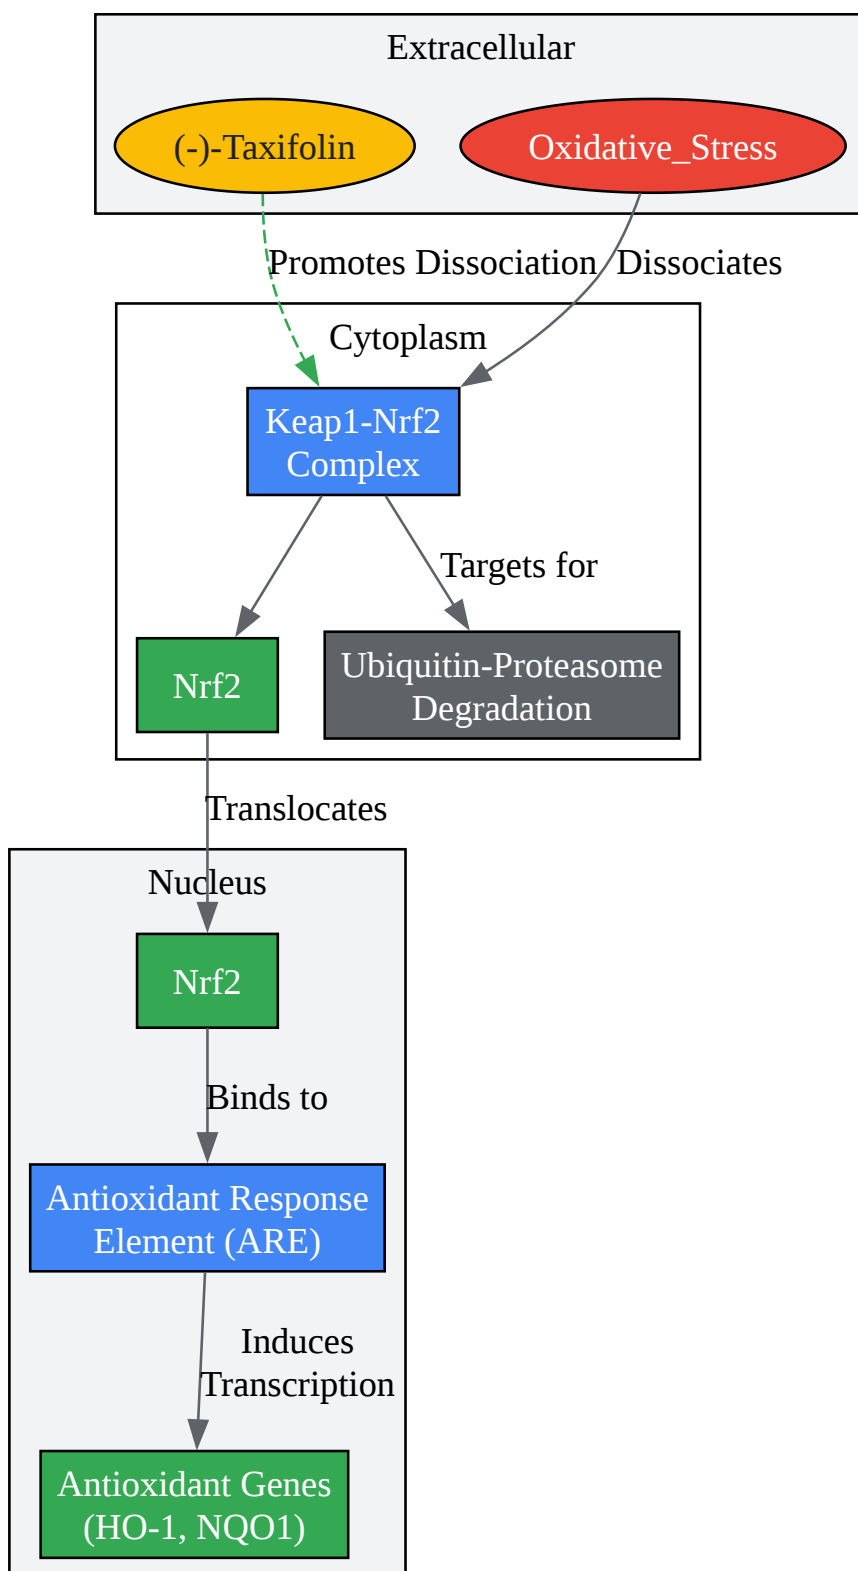 Extracellular
(-)-Taxifolin
Oxidative_Stress
Promotes Dissociation
Dissociates
Cytoplasm
Keap1-Nrf2
Complex
Targets for
Nrf2
Ubiquitin-Proteasome
Degradation
Translocates
Nucleus
Nrf2
Binds to
Antioxidant Response
Element (ARE)
Induces
Transcription
Antioxidant Genes
(HO-1, NQO1)